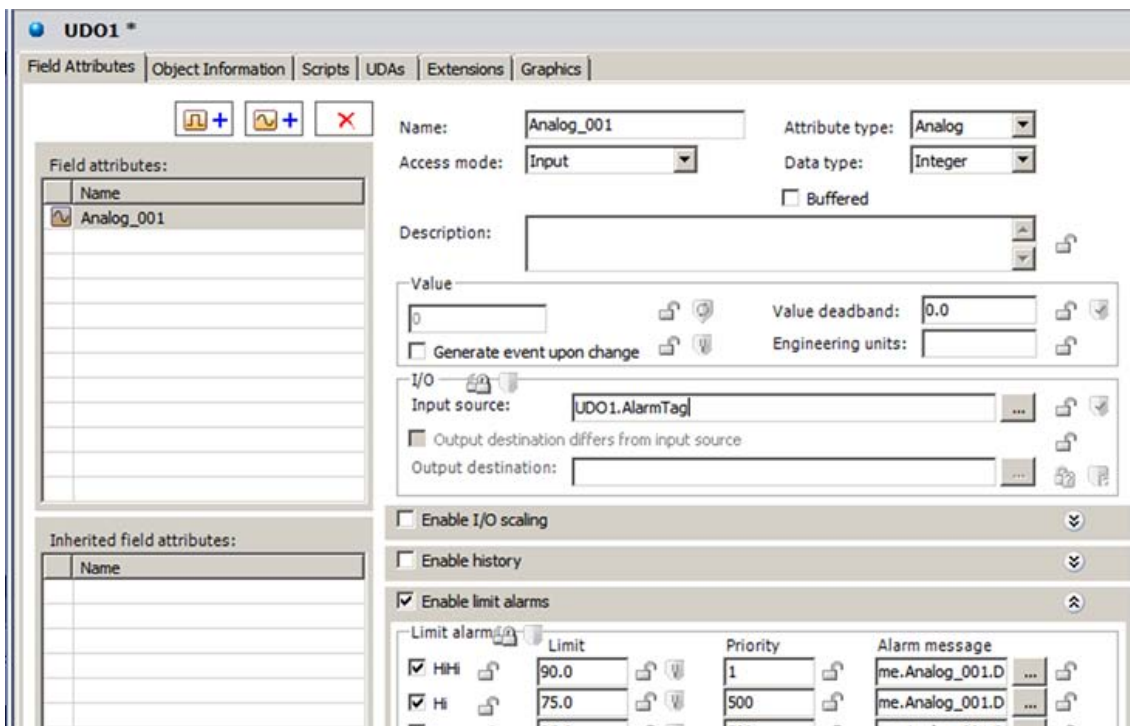 UDO1 *
Field Attributes Object Information Scripts UDAs Extensions Graphics
Name: Analog_001 Attribute type: Analog
Field attributes: Access mode: Input Data type: Integer
Name
Buffered
Analog_001
Description:
Value
0 Value deadband: 0.0
Generate event upon change Engineering units:
I/O
Input source: UDO1.AlarmTag ...
Output destination differs from input source
Output destination: ...
Enable I/O scaling
Inherited field attributes:
Name
Enable history
Enable limit alarms
Limit alarm
Limit Priority Alarm message
HiHi 90.0 1 me.Analog_001.D ...
Hi 75.0 500 me.Analog_001.D ...